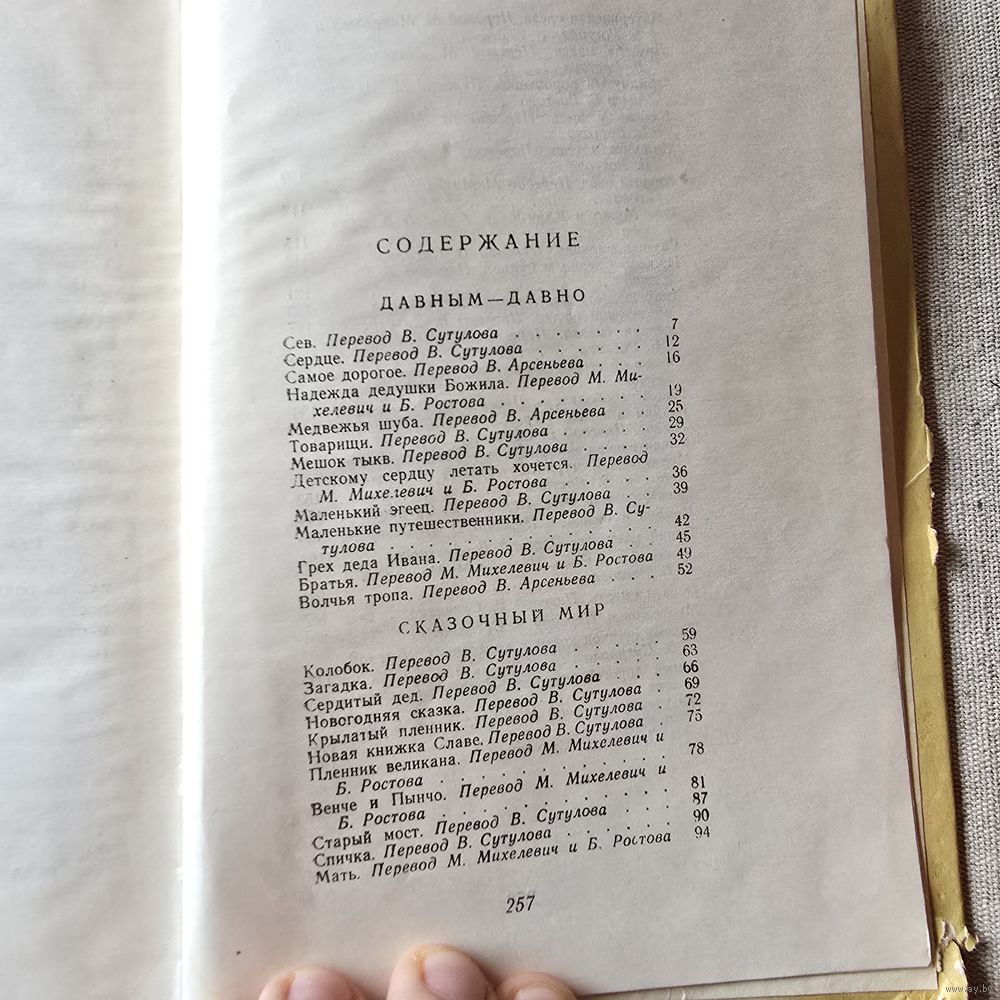 СОДЕРЖАНИЕ
ДАВНЫМ—ДАВНО
Сев. Перевод В. Сутулова . . . . . . . 7
Сердце. Перевод В. Сутулова . . . . . . 12
Самое дорогое. Перевод В. Арсеньева . . . 16
Надежда дедушки Божила. Перевод М. Ми-
хелевич и Б. Ростова . . . . . . . . 19
Медвежья шуба. Перевод В. Арсеньева . . 25
Товарищи. Перевод В. Сутулова . . . . . 29
Мешок тыкв. Перевод В. Сутулова . . . . 32
Детскому сердцу летать хочется. Перевод
М. Михелевич и Б. Ростова . . . . . 36
Маленький эгеец. Перевод В. Сутулова . . 39
Маленькие путешественники. Перевод В. Су-
тулова . . . . . . . . . . . . 42
Грех деда Ивана. Перевод В. Сутулова . . 45
Братья. Перевод М. Михелевич и Б. Ростова 49
Волчья тропа. Перевод В. Арсеньева . . . 52
СКАЗОЧНЫЙ МИР
Колобок. Перевод В. Сутулова . . . . . 59
Загадка. Перевод В. Сутулова . . . . . 63
Сердитый дед. Перевод В. Сутулова . . . 66
Новогодняя сказка. Перевод В. Сутулова . 69
Крылатый пленник. Перевод В. Сутулова . 72
Новая книжка Славе. Перевод В. Сутулова . 75
Пленник великана. Перевод М. Михелевич и
Б. Ростова . . . . . . . . . . . 78
Венче и Пынчо. Перевод М. Михелевич и
Б. Ростова . . . . . . . . . . . 81
Старый мост. Перевод В. Сутулова . . . 87
Спичка. Перевод В. Сутулова . . . . . . 90
Мать. Перевод М. Михелевич и Б. Ростова 94
257
www.ay.by